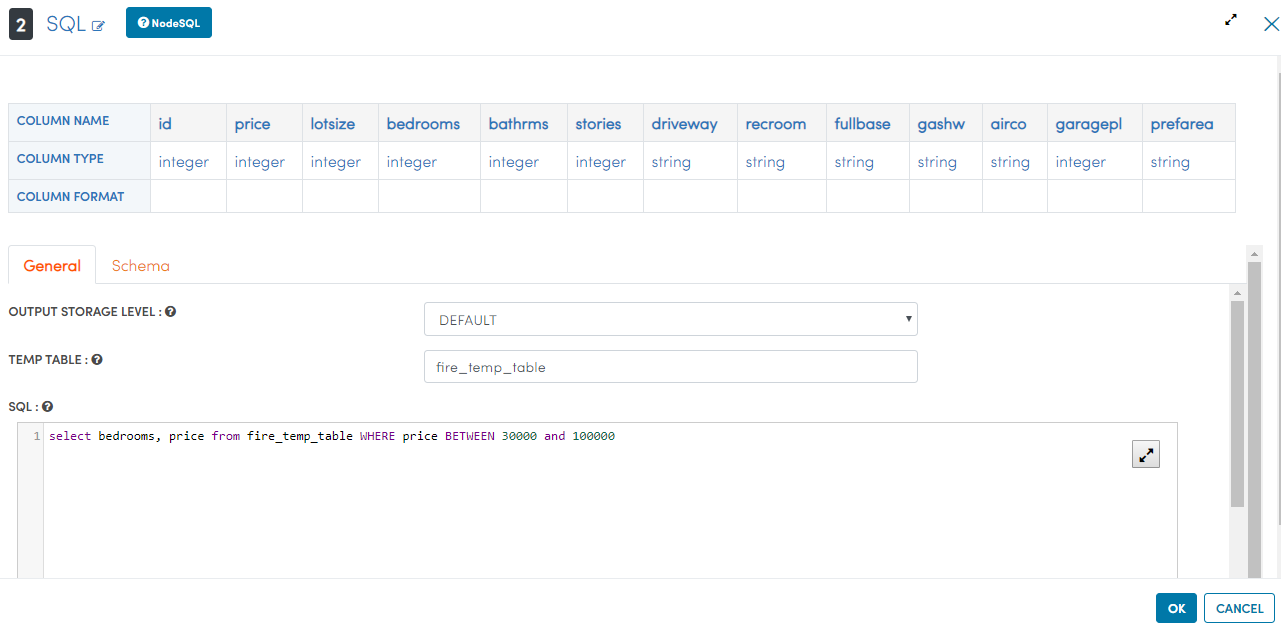 2 SQL NodeSQL
COLUMN NAME id price lotsize bedrooms bathrms stories driveway recroom fullbase gashw airco garagepl prefarea
COLUMN TYPE integer integer integer integer integer integer string string string string string integer string
COLUMN FORMAT
General Schema
OUTPUT STORAGE LEVEL : DEFAULT
TEMP TABLE : fire_temp_table
SQL :
1 select bedrooms, price from fire_temp_table WHERE price BETWEEN 30000 and 100000
OK CANCEL